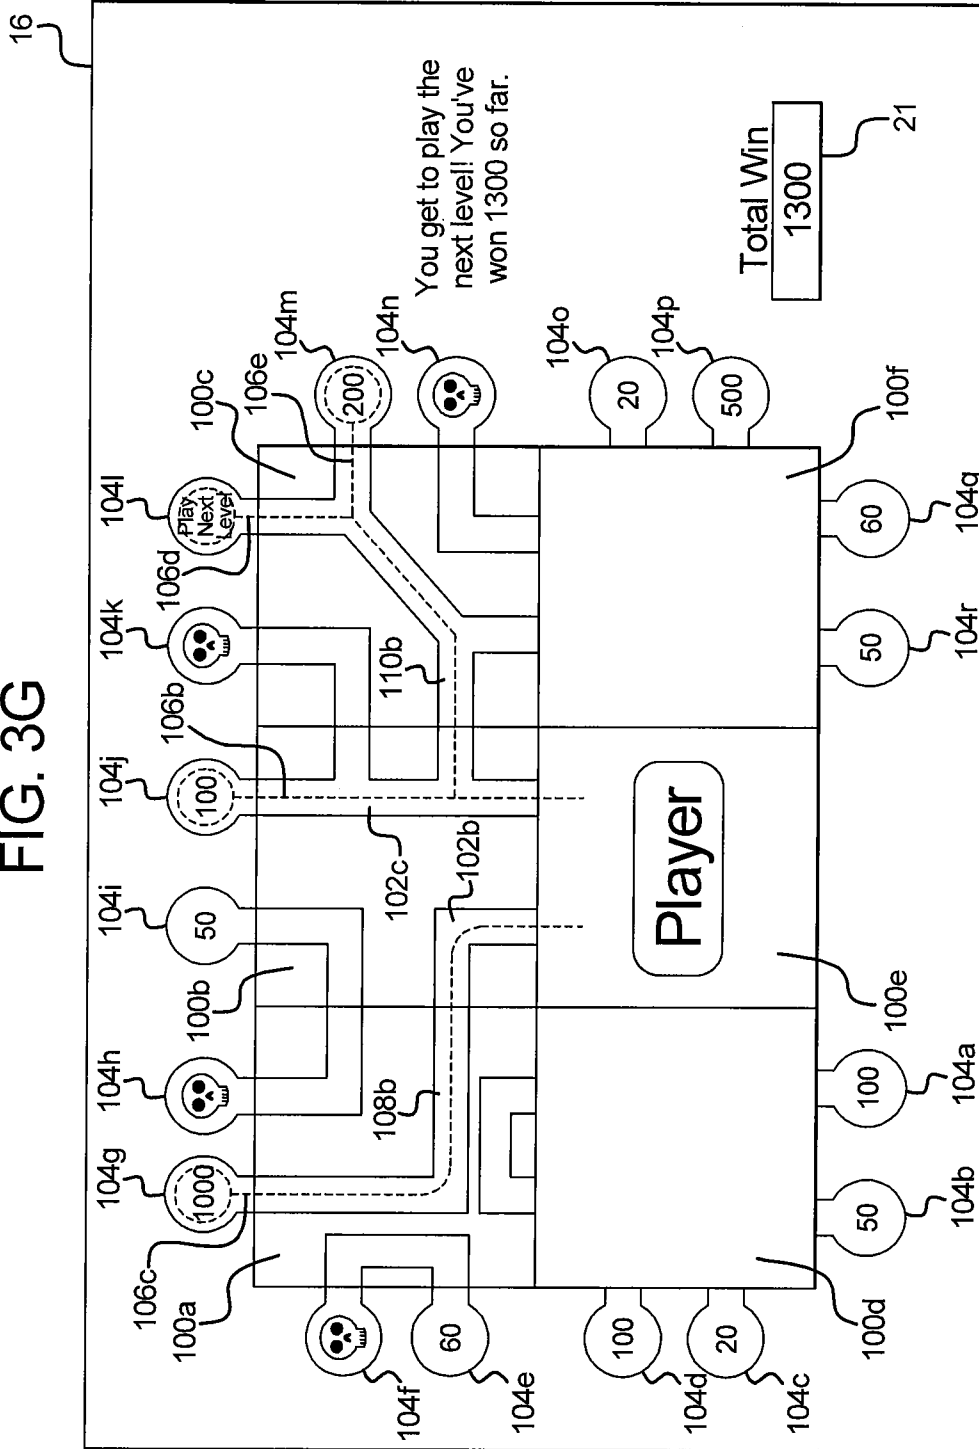 FIG. 3G
16
104g
104h
104i
104j
104k
104l
106c
106b
106d
100a
1000
100b
50
100
Play
Next
Level
100c
106e
104m
200
104n
108b
102c
110b
104f
60
102b
You get to play the
next level! You've
won 1300 so far.
104e
104o
100
20
104p
104d
Player
20
500
Total Win
1300
104c
50
100
50
60
100d
100e
100f
21
104b
104a
104r
104q